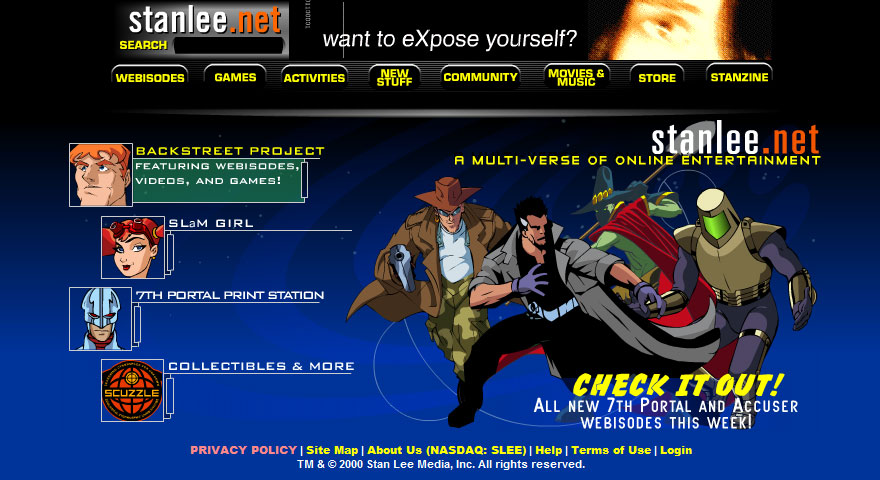 stanlee.net
SEARCH
want to eXpose yourself?
WEBISODES
GAMES
ACTIVITIES
NEW
STUFF
COMMUNITY
MOVIES &
MUSIC
STORE
STANZINE
stanlee.net
A MULTI-VERSE OF ONLINE ENTERTAINMENT
BACKSTREET PROJECT
FEATURING WEBISODES,
VIDEOS, AND GAMES!
SLaM GIRL
7TH PORTAL PRINT STATION
COLLECTIBLES & MORE
SCUZZLE
CHECK IT OUT!
ALL NEW 7TH PORTAL AND ACCUSER
WEBISODES THIS WEEK!
PRIVACY POLICY | Site Map | About Us (NASDAQ: SLEE) | Help | Terms of Use | Login
TM & © 2000 Stan Lee Media, Inc. All rights reserved.